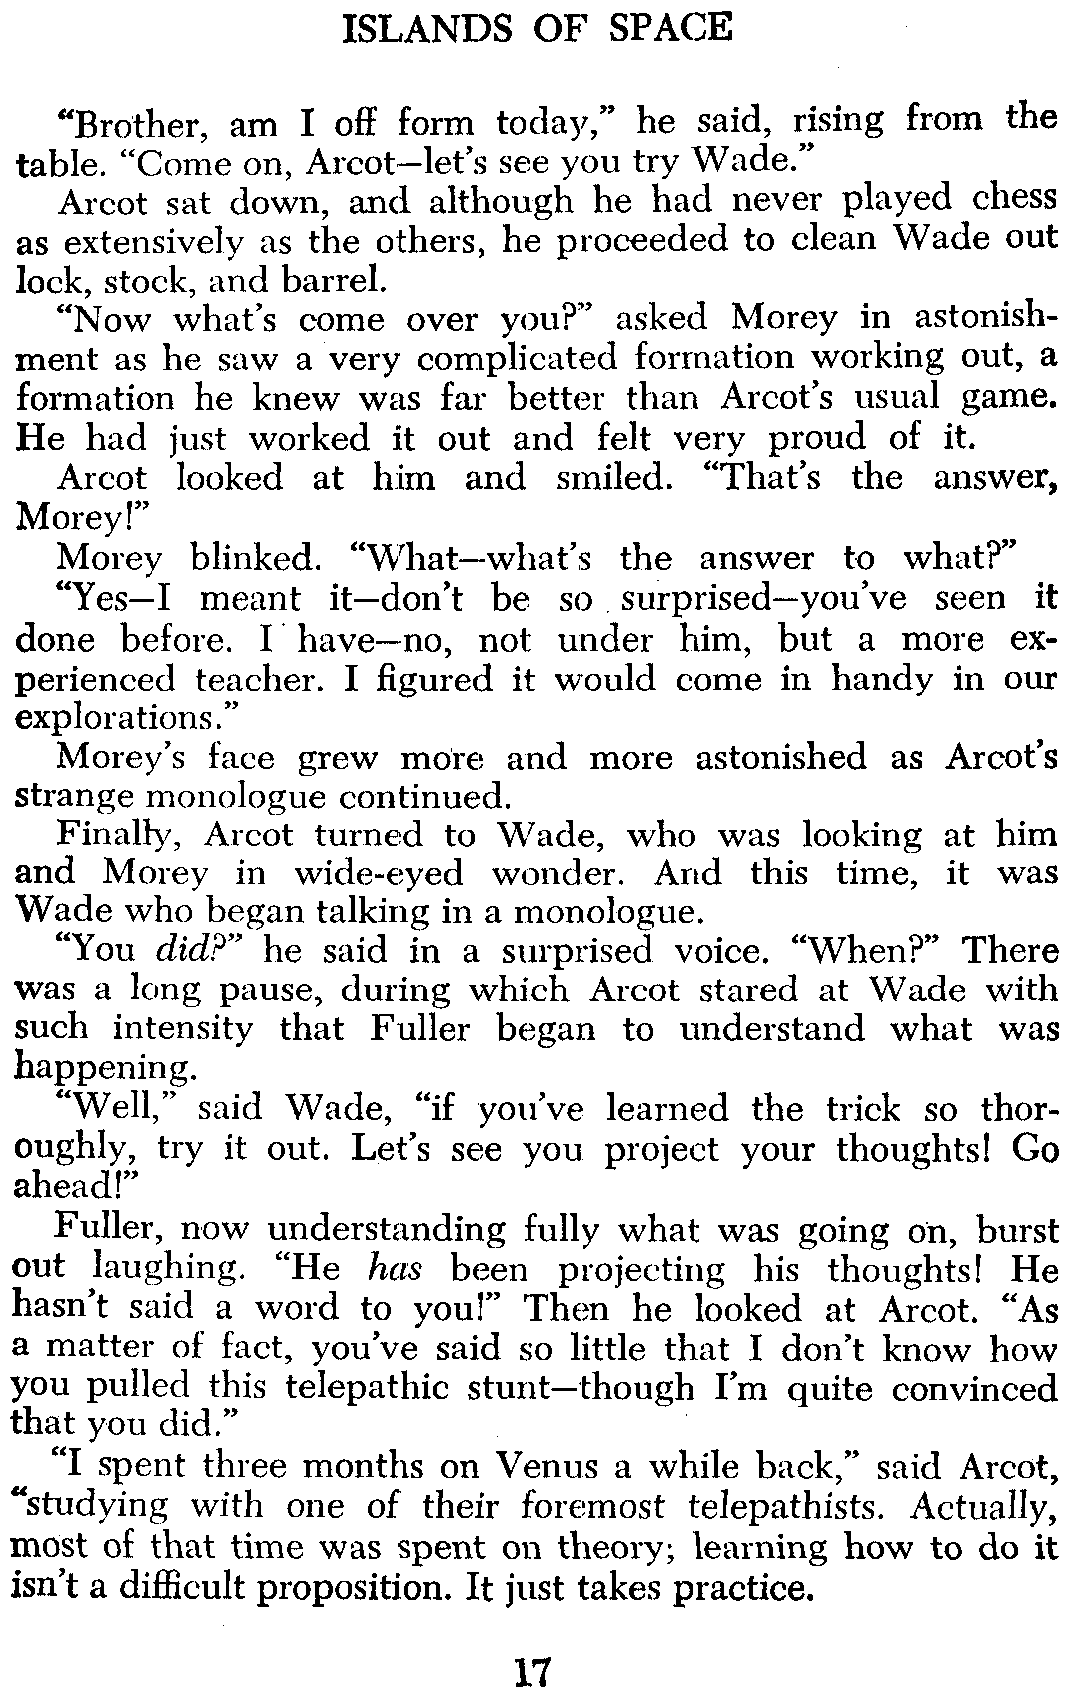 ISLANDS OF SPACE
“Brother, am I off form today,” he said, rising from the
table. “Come on, Arcot—let’s see you try Wade.”
Arcot sat down, and although he had never played chess
as extensively as the others, he proceeded to clean Wade out
lock, stock, and barrel.
“Now what’s come over you?” asked Morey in astonish-
ment as he saw a very complicated formation working out, a
formation he knew was far better than Arcot’s usual game.
He had just worked it out and felt very proud of it.
Arcot looked at him and smiled. “That’s the answer,
Morey!”
Morey blinked. “What—what’s the answer to what?”
“Yes—I meant it—don’t be so surprised—you’ve seen it
done before. I have—no, not under him, but a more ex-
perienced teacher. I figured it would come in handy in our
explorations.”
Morey’s face grew more and more astonished as Arcot’s
strange monologue continued.
Finally, Arcot turned to Wade, who was looking at him
and Morey in wide-eyed wonder. And this time, it was
Wade who began talking in a monologue.
“You did?” he said in a surprised voice. “When?” There
was a long pause, during which Arcot stared at Wade with
such intensity that Fuller began to understand what was
happening.
“Well,” said Wade, “if you’ve learned the trick so thor-
oughly, try it out. Let’s see you project your thoughts! Go
ahead!”
Fuller, now understanding fully what was going on, burst
out laughing. “He has been projecting his thoughts! He
hasn’t said a word to you!” Then he looked at Arcot. “As
a matter of fact, you’ve said so little that I don’t know how
you pulled this telepathic stunt—though I’m quite convinced
that you did.”
“I spent three months on Venus a while back,” said Arcot,
“studying with one of their foremost telepathists. Actually,
most of that time was spent on theory; learning how to do it
isn’t a difficult proposition. It just takes practice.
17